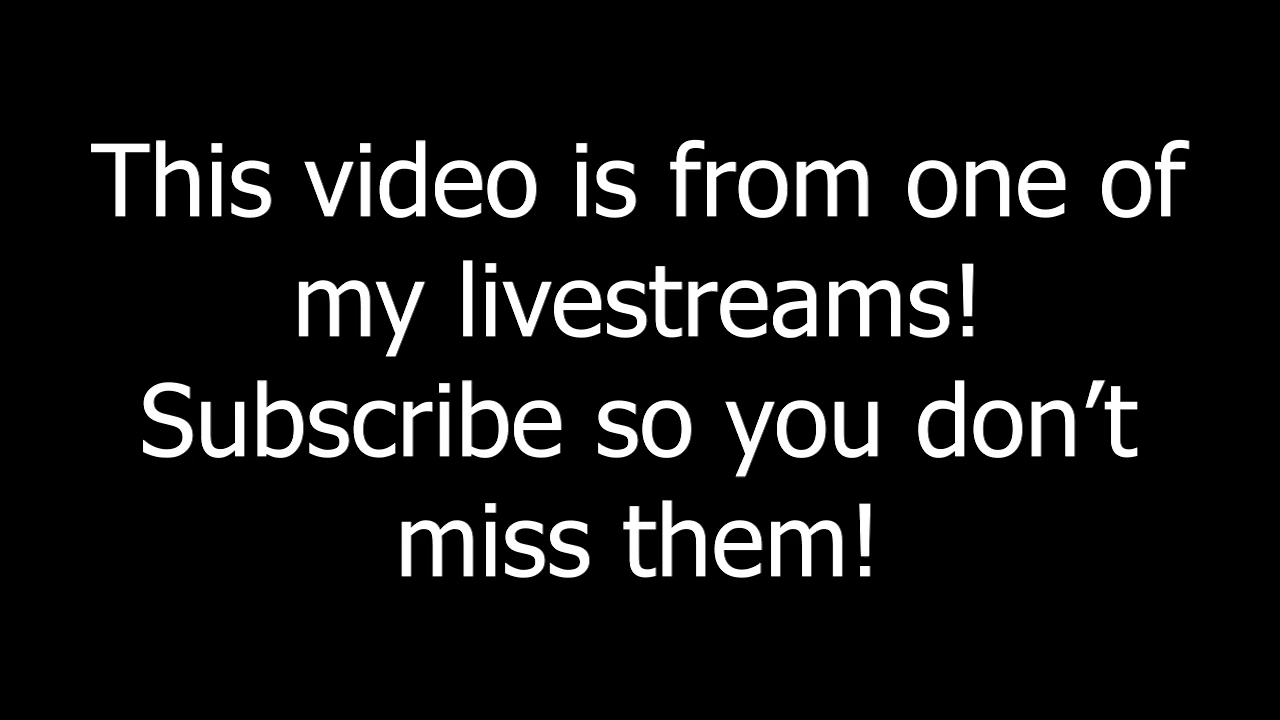 This video is from one of
my livestreams!
Subscribe so you don’t
miss them!